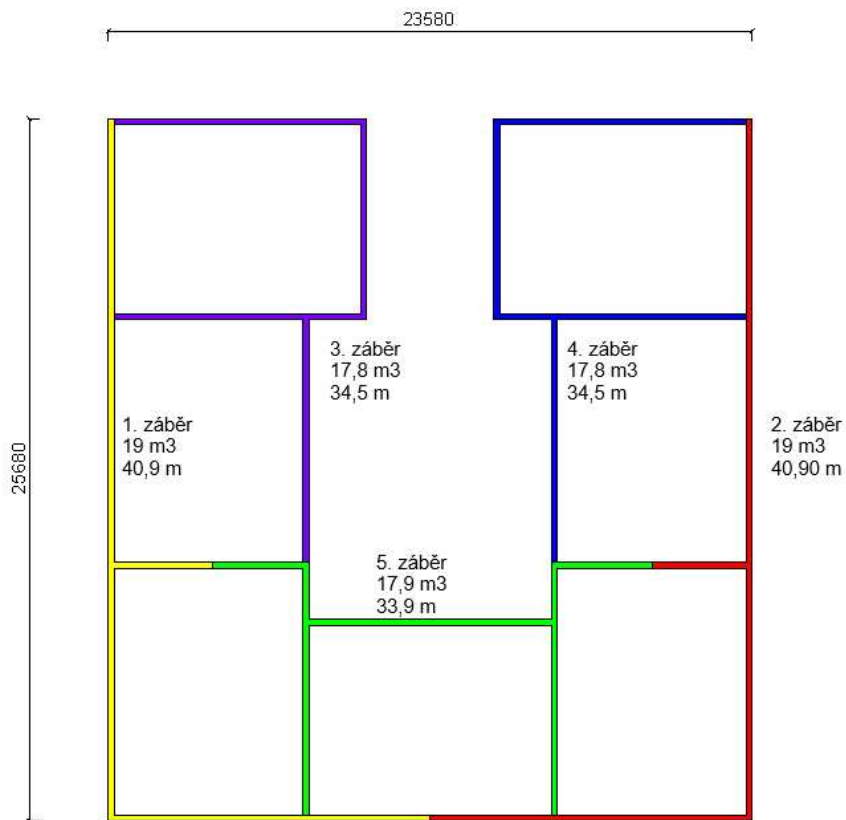 23580
25680
3. záběr
17,8 m3
34,5 m
4. záběr
17,8 m3
34,5 m
1. záběr
19 m3
40,9 m
2. záběr
19 m3
40,90 m
5. záběr
17,9 m3
33,9 m